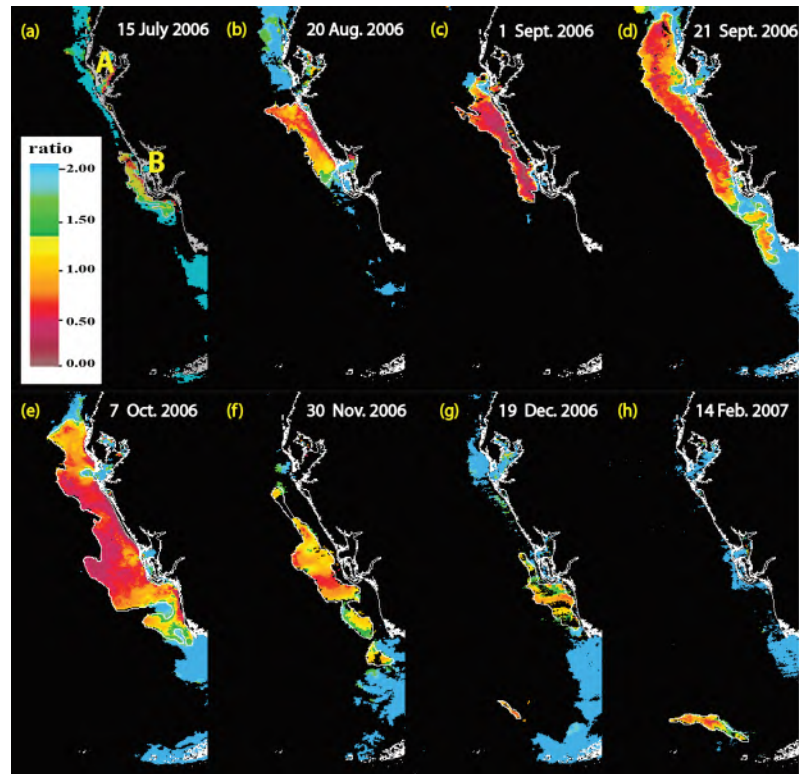 (a) 15 July 2006
A
B
ratio
2.00
1.50
1.00
0.50
0.00
(b) 20 Aug. 2006
(c) 1 Sept. 2006
(d) 21 Sept. 2006
(e) 7 Oct. 2006
(f) 30 Nov. 2006
(g) 19 Dec. 2006
(h) 14 Feb. 2007